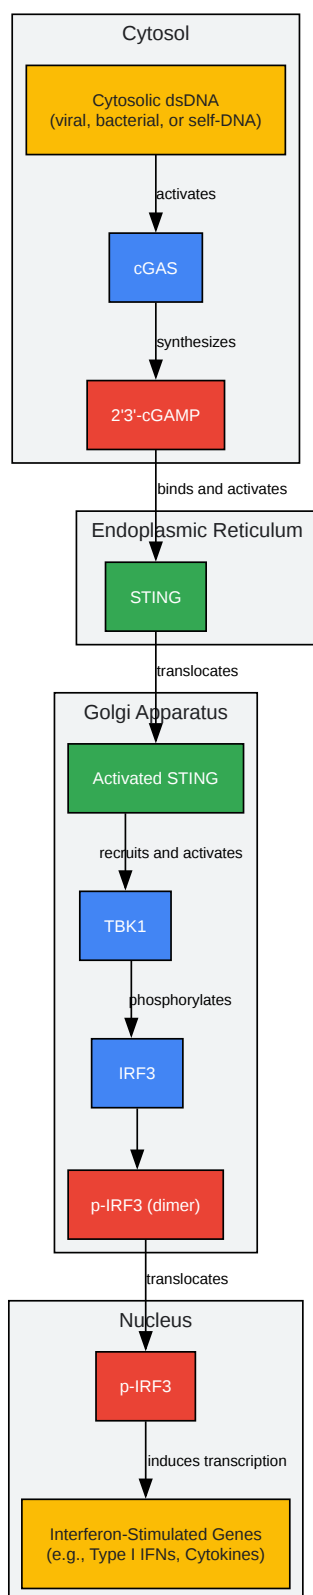 Cytosol
Cytosolic dsDNA
(viral, bacterial, or self-DNA)
activates
cGAS
synthesizes
2'3'-cGAMP
binds and activates
Endoplasmic Reticulum
STING
translocates
Golgi Apparatus
Activated STING
recruits and activates
TBK1
phosphorylates
IRF3
p-IRF3 (dimer)
translocates
Nucleus
p-IRF3
induces transcription
Interferon-Stimulated Genes
(e.g., Type I IFNs, Cytokines)